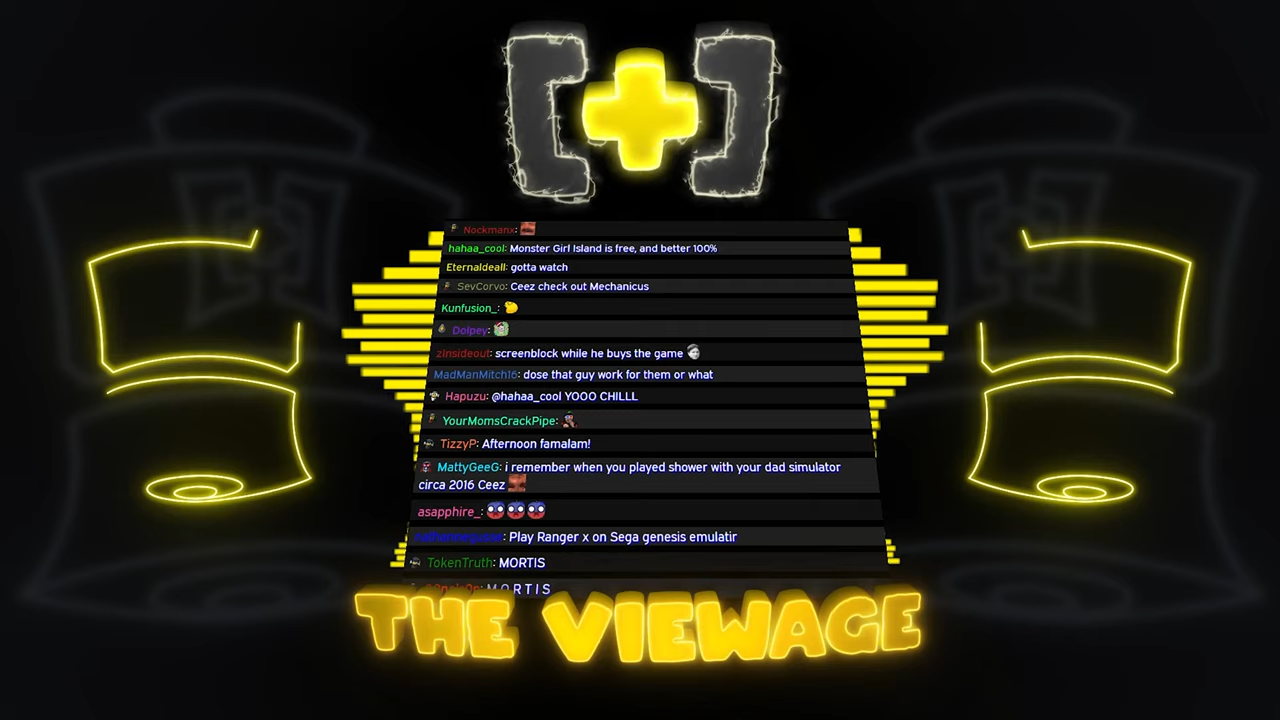 Nockmanx:
hahaa_cool: Monster Girl Island is free, and better 100%
Eternaldeall: gotta watch
SevCorvo: Ceez check out Mechanicus
Kunfusion_:
Dolpey:
zInsideout: screenblock while he buys the game
MadManMitch16: dose that guy work for them or what
Hapuzu: @hahaa_cool YOOO CHILLL
YourMomsCrackPipe:
TizzyP: Afternoon famalam!
MattyGeeG: i remember when you played shower with your dad simulator
circa 2016 Ceez
asapphire_:
Play Ranger x on Sega genesis emulatir
TokenTruth: MORTIS
M O R T I S
THE VIEWAGE